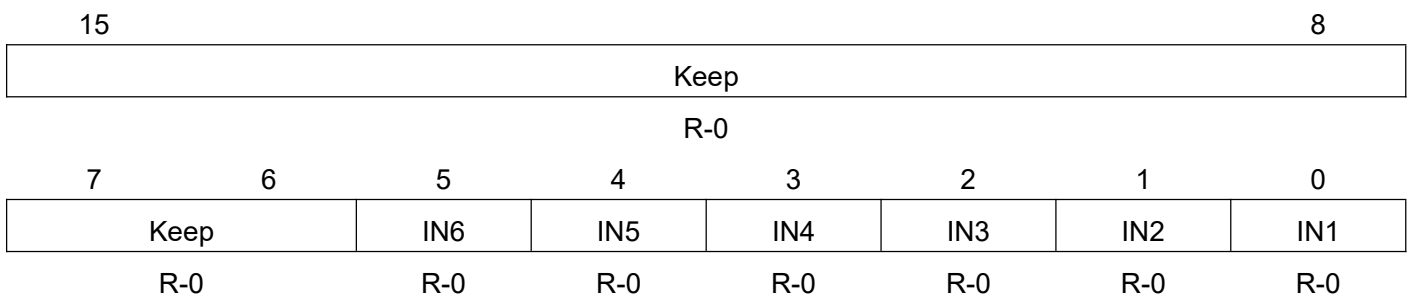 15 8
Keep
R-0
7 6 5 4 3 2 1 0
Keep IN6 IN5 IN4 IN3 IN2 IN1
R-0 R-0 R-0 R-0 R-0 R-0 R-0